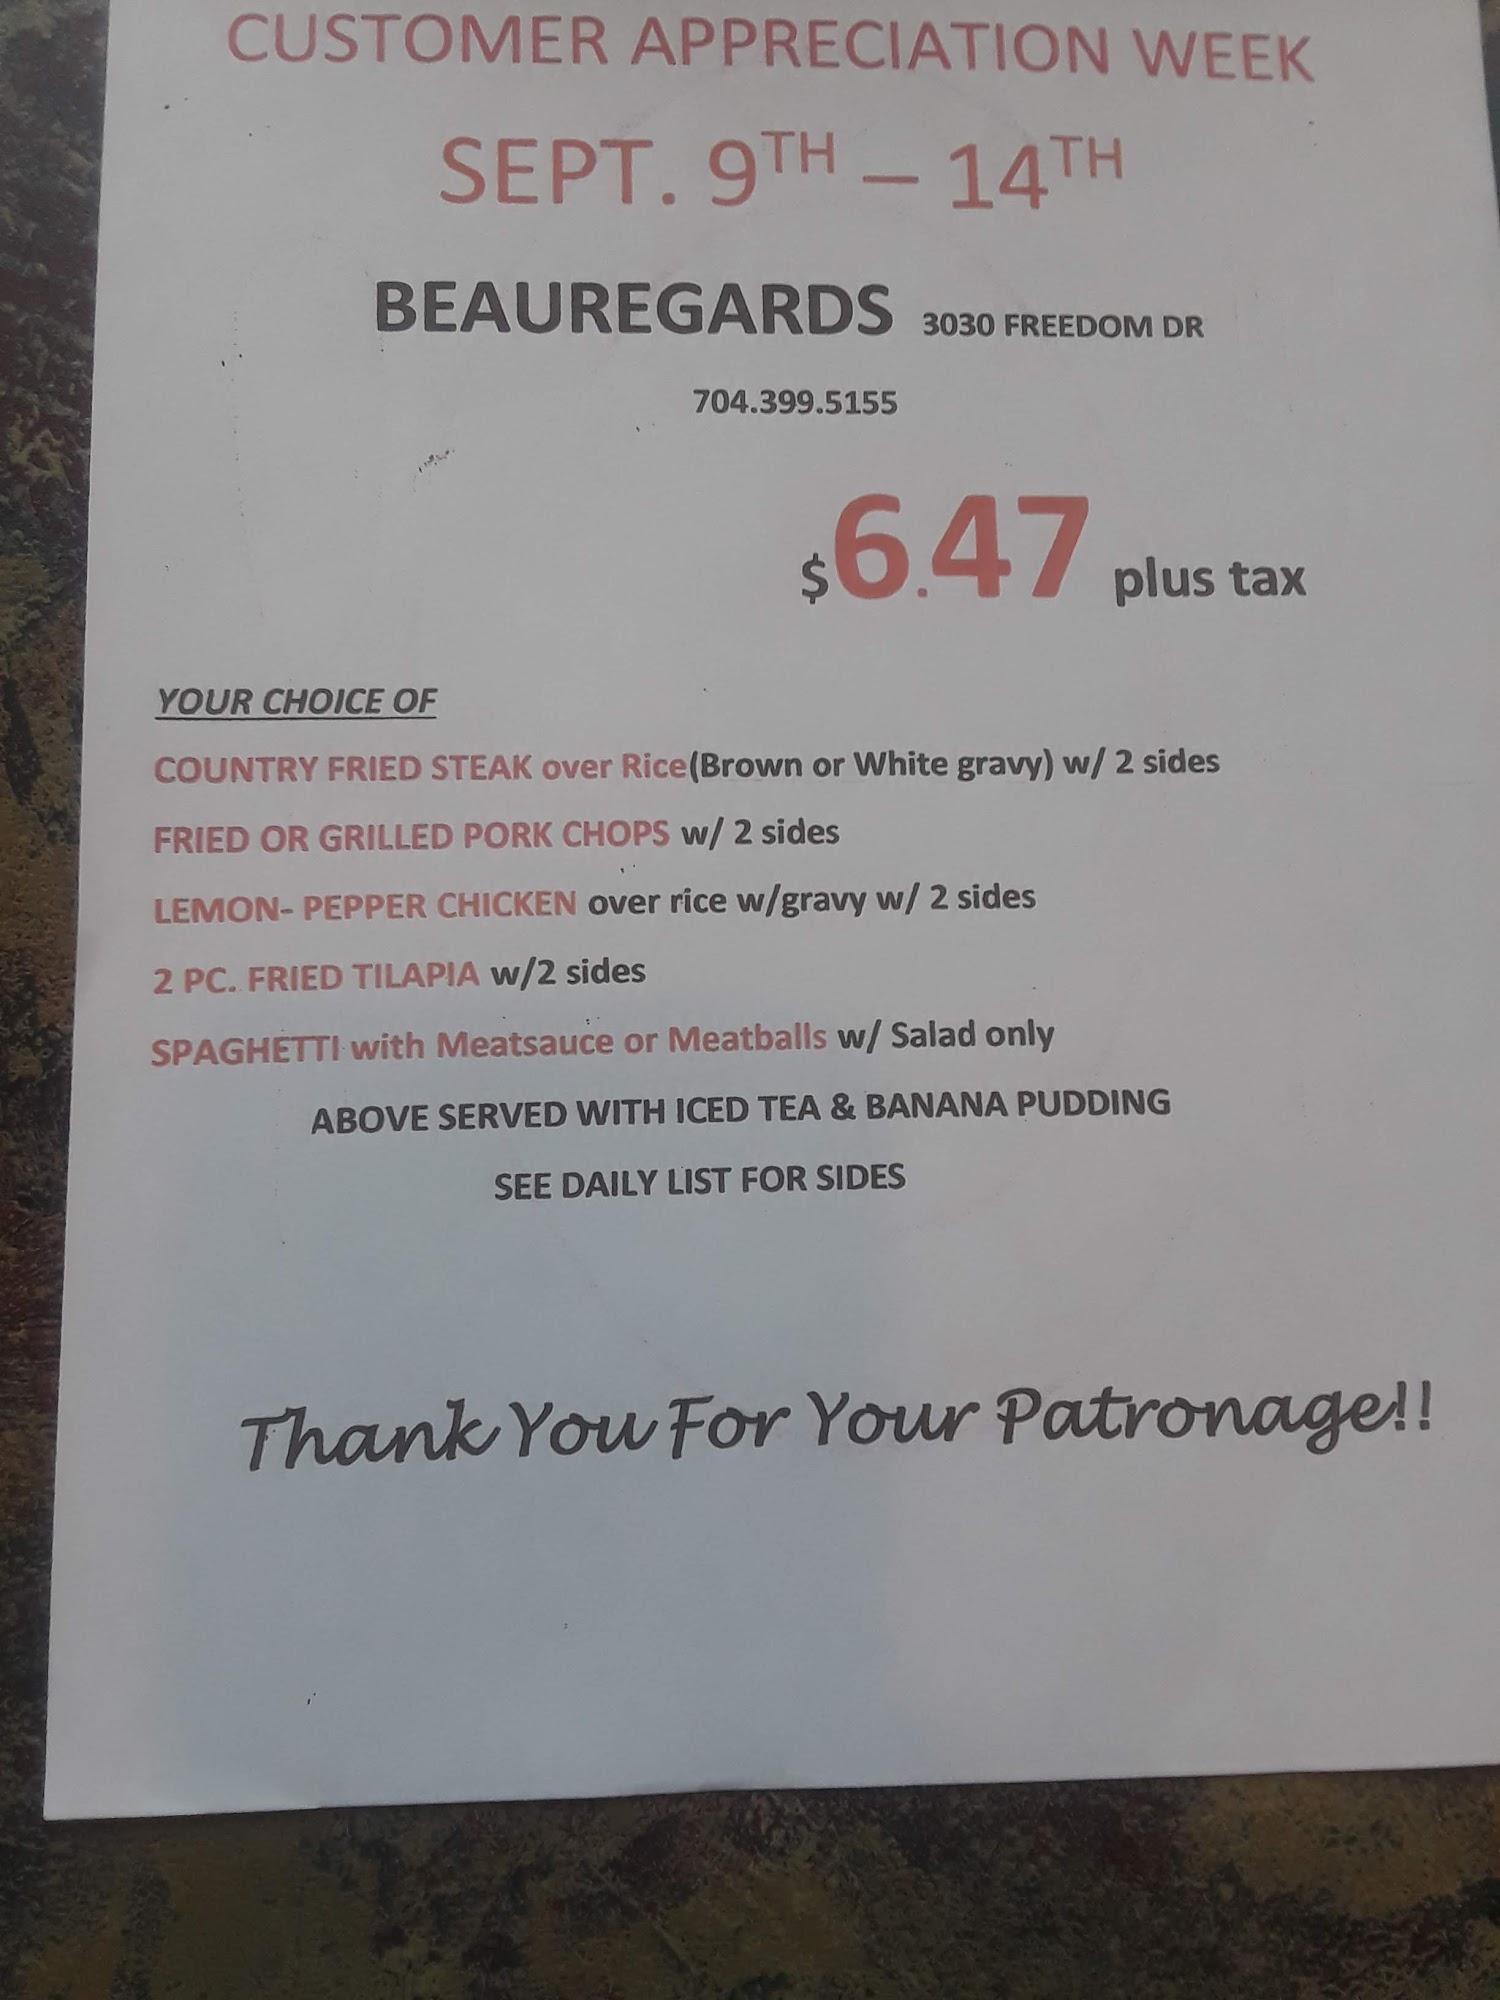 CUSTOMER APPRECIATION WEEK
SEPT. 9TH – 14TH
BEAUREGARDS 3030 FREEDOM DR
704.399.5155
$6.47 plus tax
YOUR CHOICE OF
COUNTRY FRIED STEAK over Rice(Brown or White gravy) w/ 2 sides
FRIED OR GRILLED PORK CHOPS w/ 2 sides
LEMON- PEPPER CHICKEN over rice w/gravy w/ 2 sides
2 PC. FRIED TILAPIA w/2 sides
SPAGHETTI with Meatsauce or Meatballs w/ Salad only
ABOVE SERVED WITH ICED TEA & BANANA PUDDING
SEE DAILY LIST FOR SIDES
Thank You For Your Patronage!!